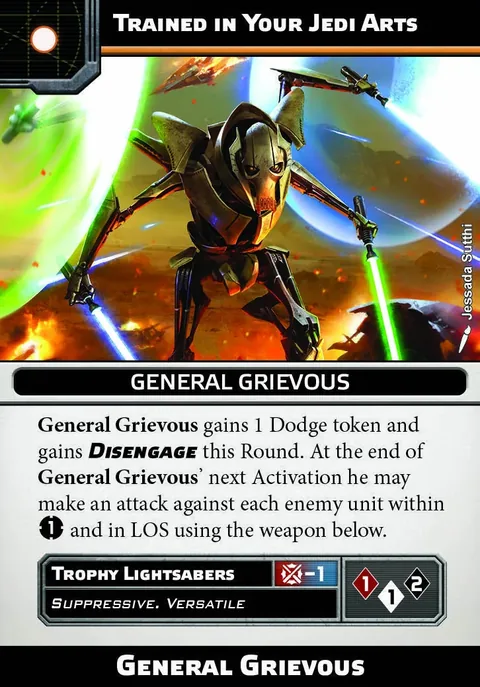 TRAINED IN YOUR JEDI ARTS
Jessada Sutthi
GENERAL GRIEVOUS
General Grievous gains 1 Dodge token and
gains DISENGAGE this Round. At the end of
General Grievous' next Activation he may
make an attack against each enemy unit within
1 and in LOS using the weapon below.
TROPHY LIGHTSABERS -1 1 1 2
SUPPRESSIVE. VERSATILE
GENERAL GRIEVOUS